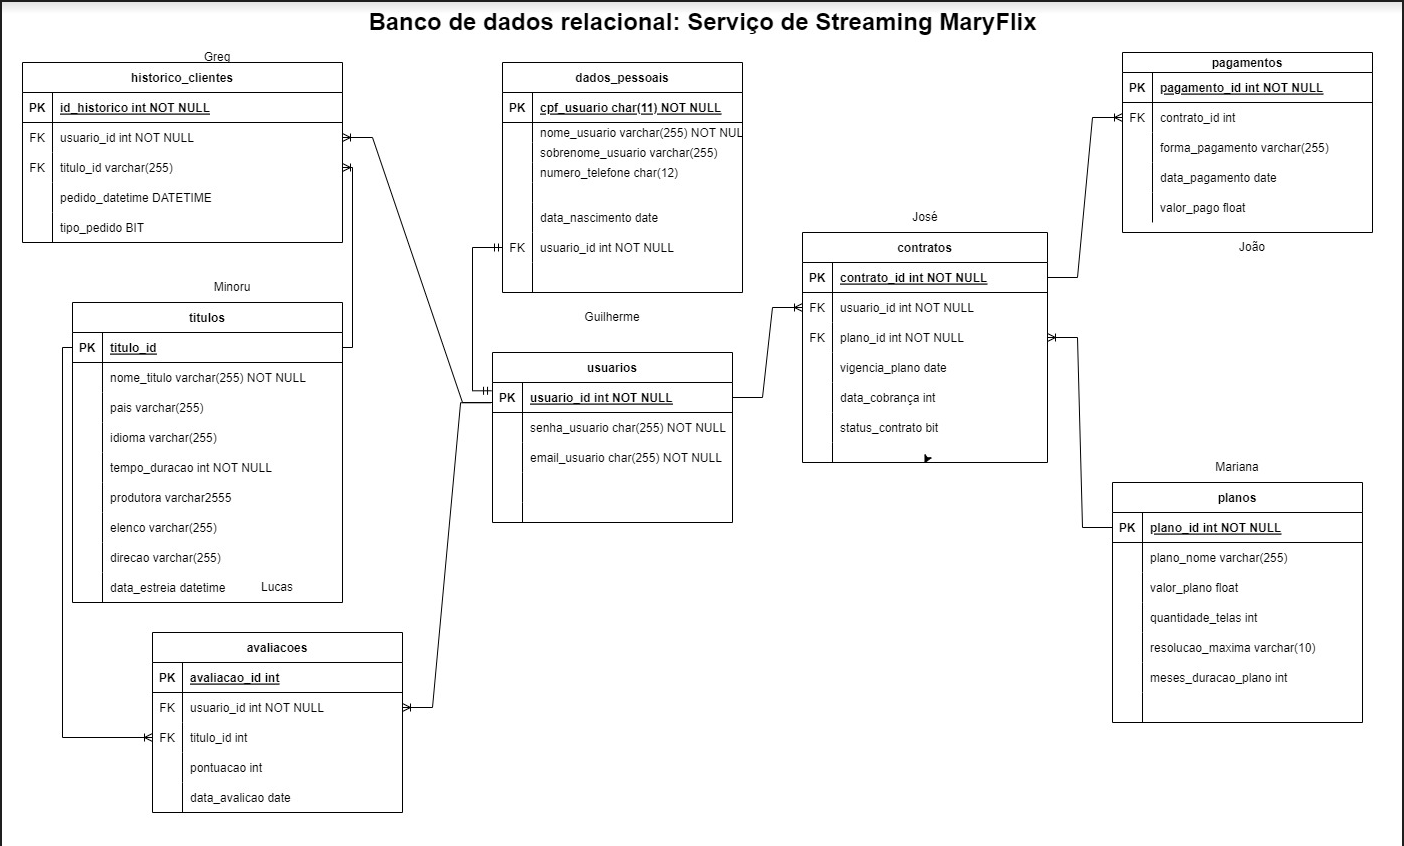 Banco de dados relacional: Serviço de Streaming MaryFlix
Greg
historico_clientes
PK id_historico int NOT NULL
FK usuario_id int NOT NULL
FK titulo_id varchar(255)
pedido_datetime DATETIME
tipo_pedido BIT
dados_pessoais
PK cpf_usuario char(11) NOT NULL
nome_usuario varchar(255) NOT NUL
sobrenome_usuario varchar(255)
numero_telefone char(12)
data_nascimento date
FK usuario_id int NOT NULL
Guilherme
pagamentos
PK pagamento_id int NOT NULL
FK contrato_id int
forma_pagamento varchar(255)
data_pagamento date
valor_pago float
João
José
contratos
PK contrato_id int NOT NULL
FK usuario_id int NOT NULL
FK plano_id int NOT NULL
vigencia_plano date
data_cobrança int
status_contrato bit
Minoru
titulos
PK titulo_id
nome_titulo varchar(255) NOT NULL
pais varchar(255)
idioma varchar(255)
tempo_duracao int NOT NULL
produtora varchar2555
elenco varchar(255)
direcao varchar(255)
data_estreia datetime
Lucas
usuarios
PK usuario_id int NOT NULL
senha_usuario char(255) NOT NULL
email_usuario char(255) NOT NULL
Mariana
planos
PK plano_id int NOT NULL
plano_nome varchar(255)
valor_plano float
quantidade_telas int
resolucao_maxima varchar(10)
meses_duracao_plano int
avaliacoes
PK avaliacao_id int
FK usuario_id int NOT NULL
FK titulo_id int
pontuacao int
data_avalicao date